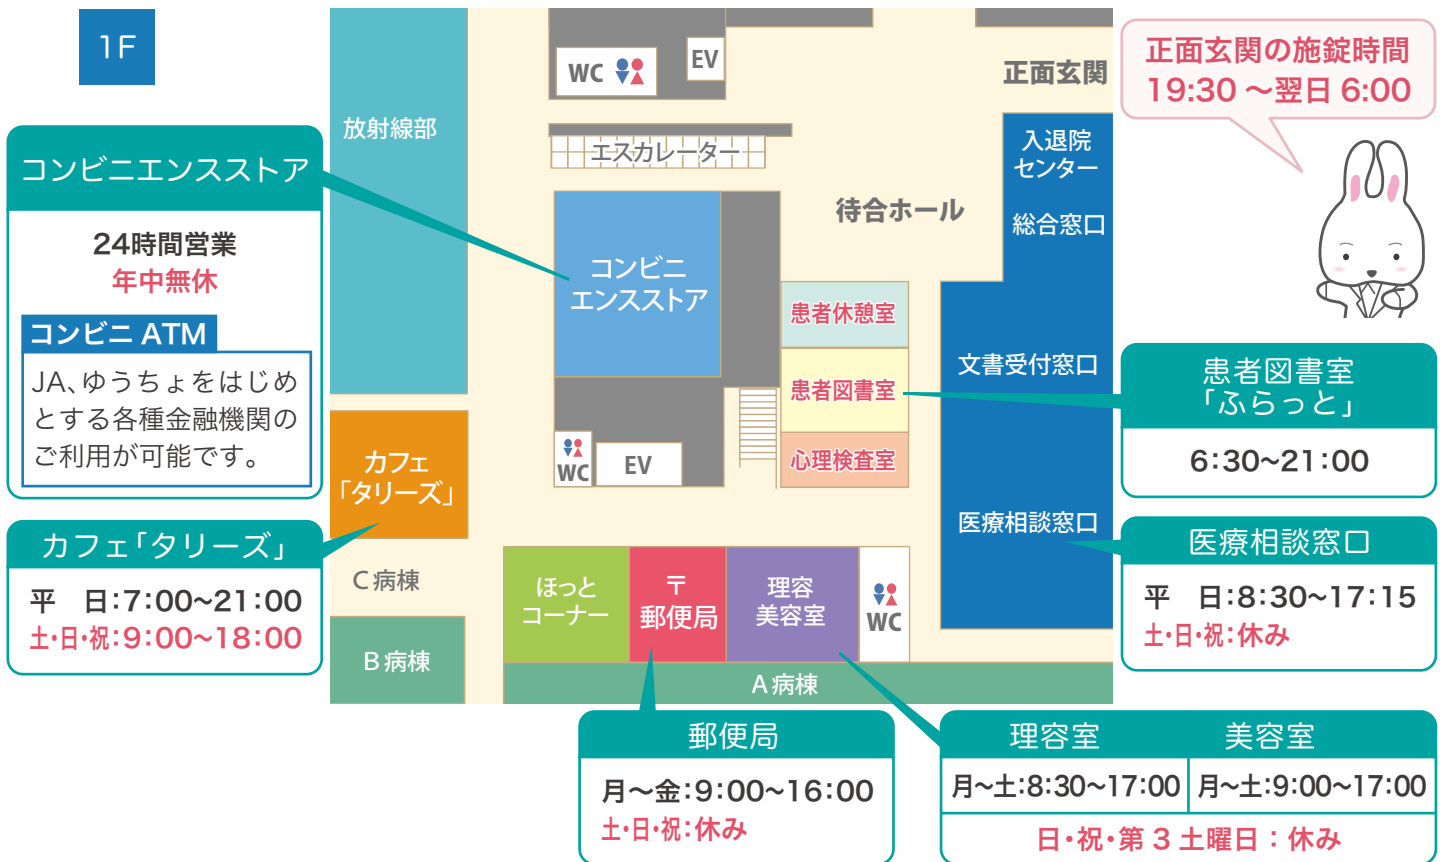 1F
コンビニエンスストア
24時間営業
年中無休
コンビニ ATM
JA、ゆうちょをはじめ
とする各種金融機関の
ご利用が可能です。
カフェ「タリーズ」
平　日：7:00~21:00
土・日・祝：9:00~18:00
放射線部
WC
EV
正面玄関
エスカレーター
待合ホール
入退院
センター
総合窓口
コンビニ
エンスストア
患者休憩室
患者図書室
心理検査室
文書受付窓口
医療相談窓口
WC
EV
カフェ
「タリーズ」
C病棟
B病棟
ほっと
コーナー
〒
郵便局
理容
美容室
WC
A病棟
正面玄関の施錠時間
19:30 ～翌日 6:00
患者図書室
「ふらっと」
6:30~21:00
医療相談窓口
平　日：8:30~17:15
土・日・祝：休み
郵便局
月～金：9:00~16:00
土・日・祝：休み
理容室　美容室
月~土：8:30~17:00　月~土：9:00~17:00
日・祝・第 3 土曜日：休み